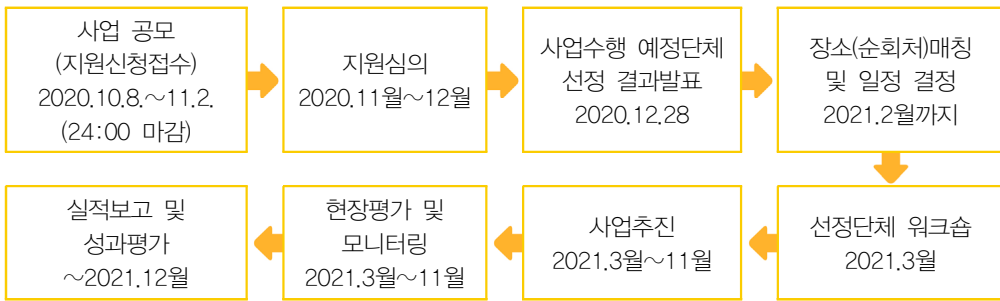 사업 공모
(지원신청접수)
2020.10.8.~11.2.
(24:00 마감)
지원심의
2020.11월~12월
사업수행 예정단체
선정 결과발표
2020.12.28
장소(순회처)매칭
및 일정 결정
2021.2월까지
선정단체 워크숍
2021.3월
사업추진
2021.3월~11월
현장평가 및
모니터링
2021.3월~11월
실적보고 및
성과평가
~2021.12월